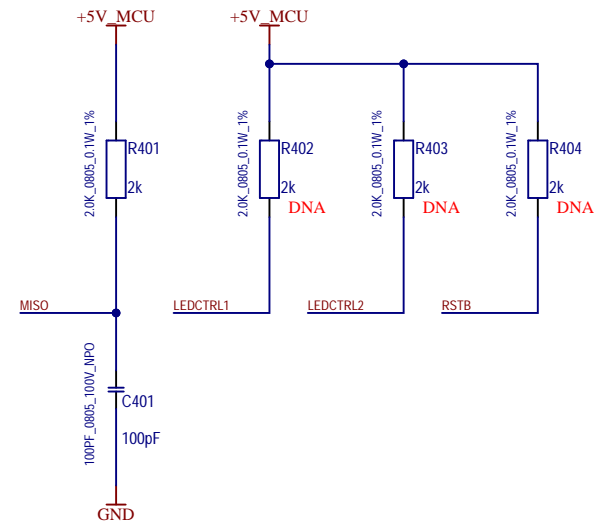 +5V_MCU
+5V_MCU
2.0K_0805_0.1W_1%
R401
2k
2.0K_0805_0.1W_1%
R402
2k
DNA
2.0K_0805_0.1W_1%
R403
2k
DNA
2.0K_0805_0.1W_1%
R404
2k
DNA
MISO
LEDCTRL1
LEDCTRL2
RSTB
100PF_0805_100V_NPO
C401
100pF
GND